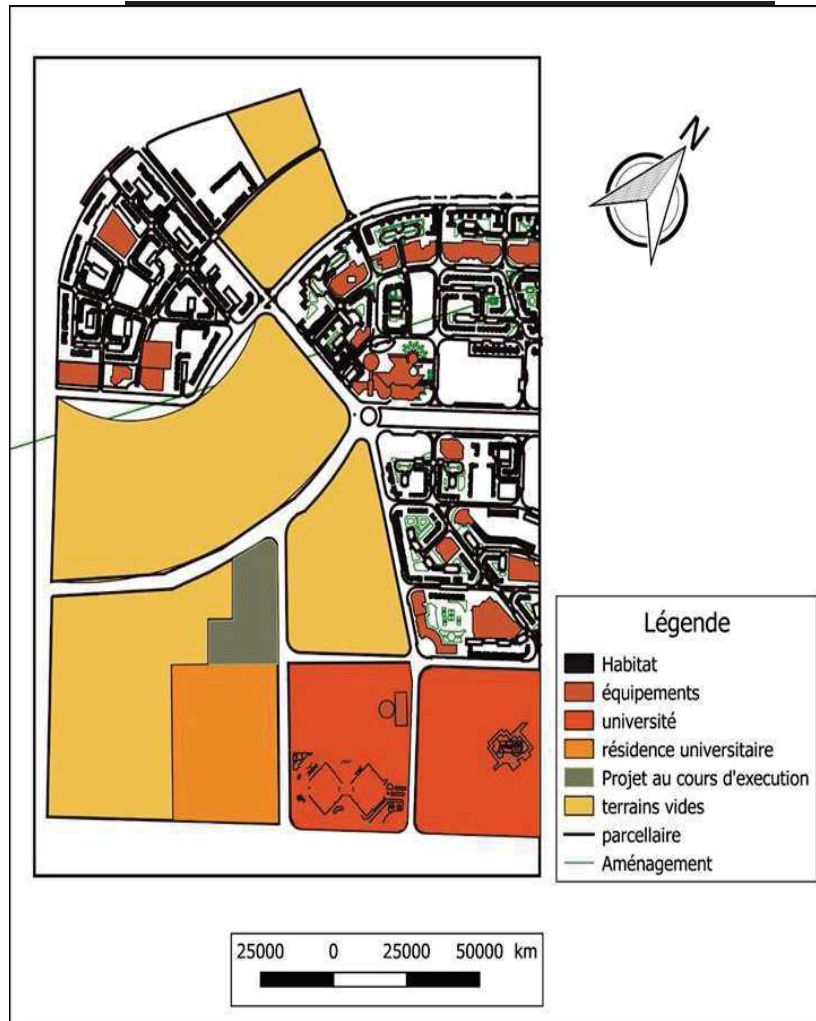 N
Légende
Habitat
équipements
université
résidence universitaire
Projet au cours d'execution
terrains vides
parcellaire
Aménagement
25000 0 25000 50000 km